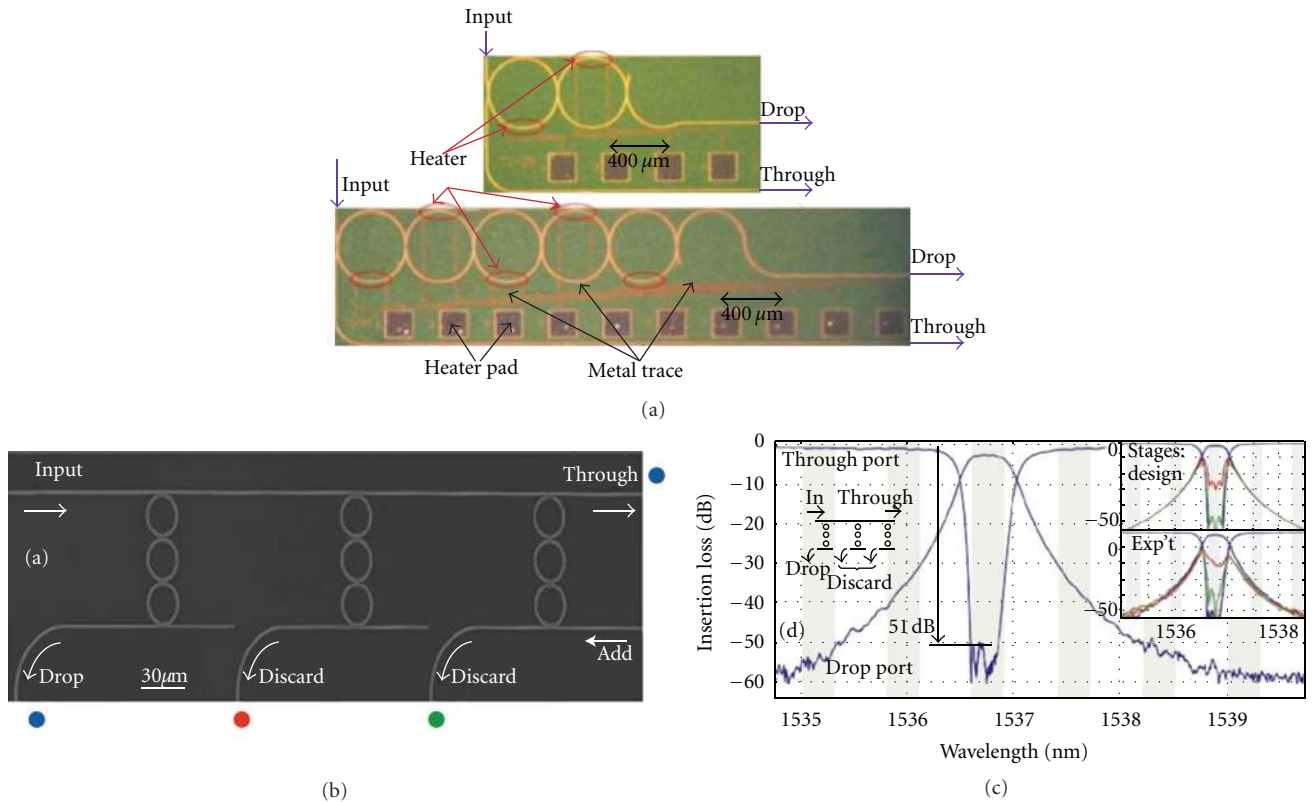 Input
Drop
Heater
400 μm
Through
Input
Drop
400 μm
Through
Heater pad
Metal trace
(a)
Input
Through
(a)
Add
Drop
30μm
Discard
Discard
(b)
0
−10
−20
−30
−40
−50
−60
Insertion loss (dB)
Through port
In
Through
Drop
Discard
(d)
51 dB
Drop port
Stages:
design
0
−50
Exp't
0
−50
1536
1538
1535
1536
1537
1538
1539
Wavelength (nm)
(c)